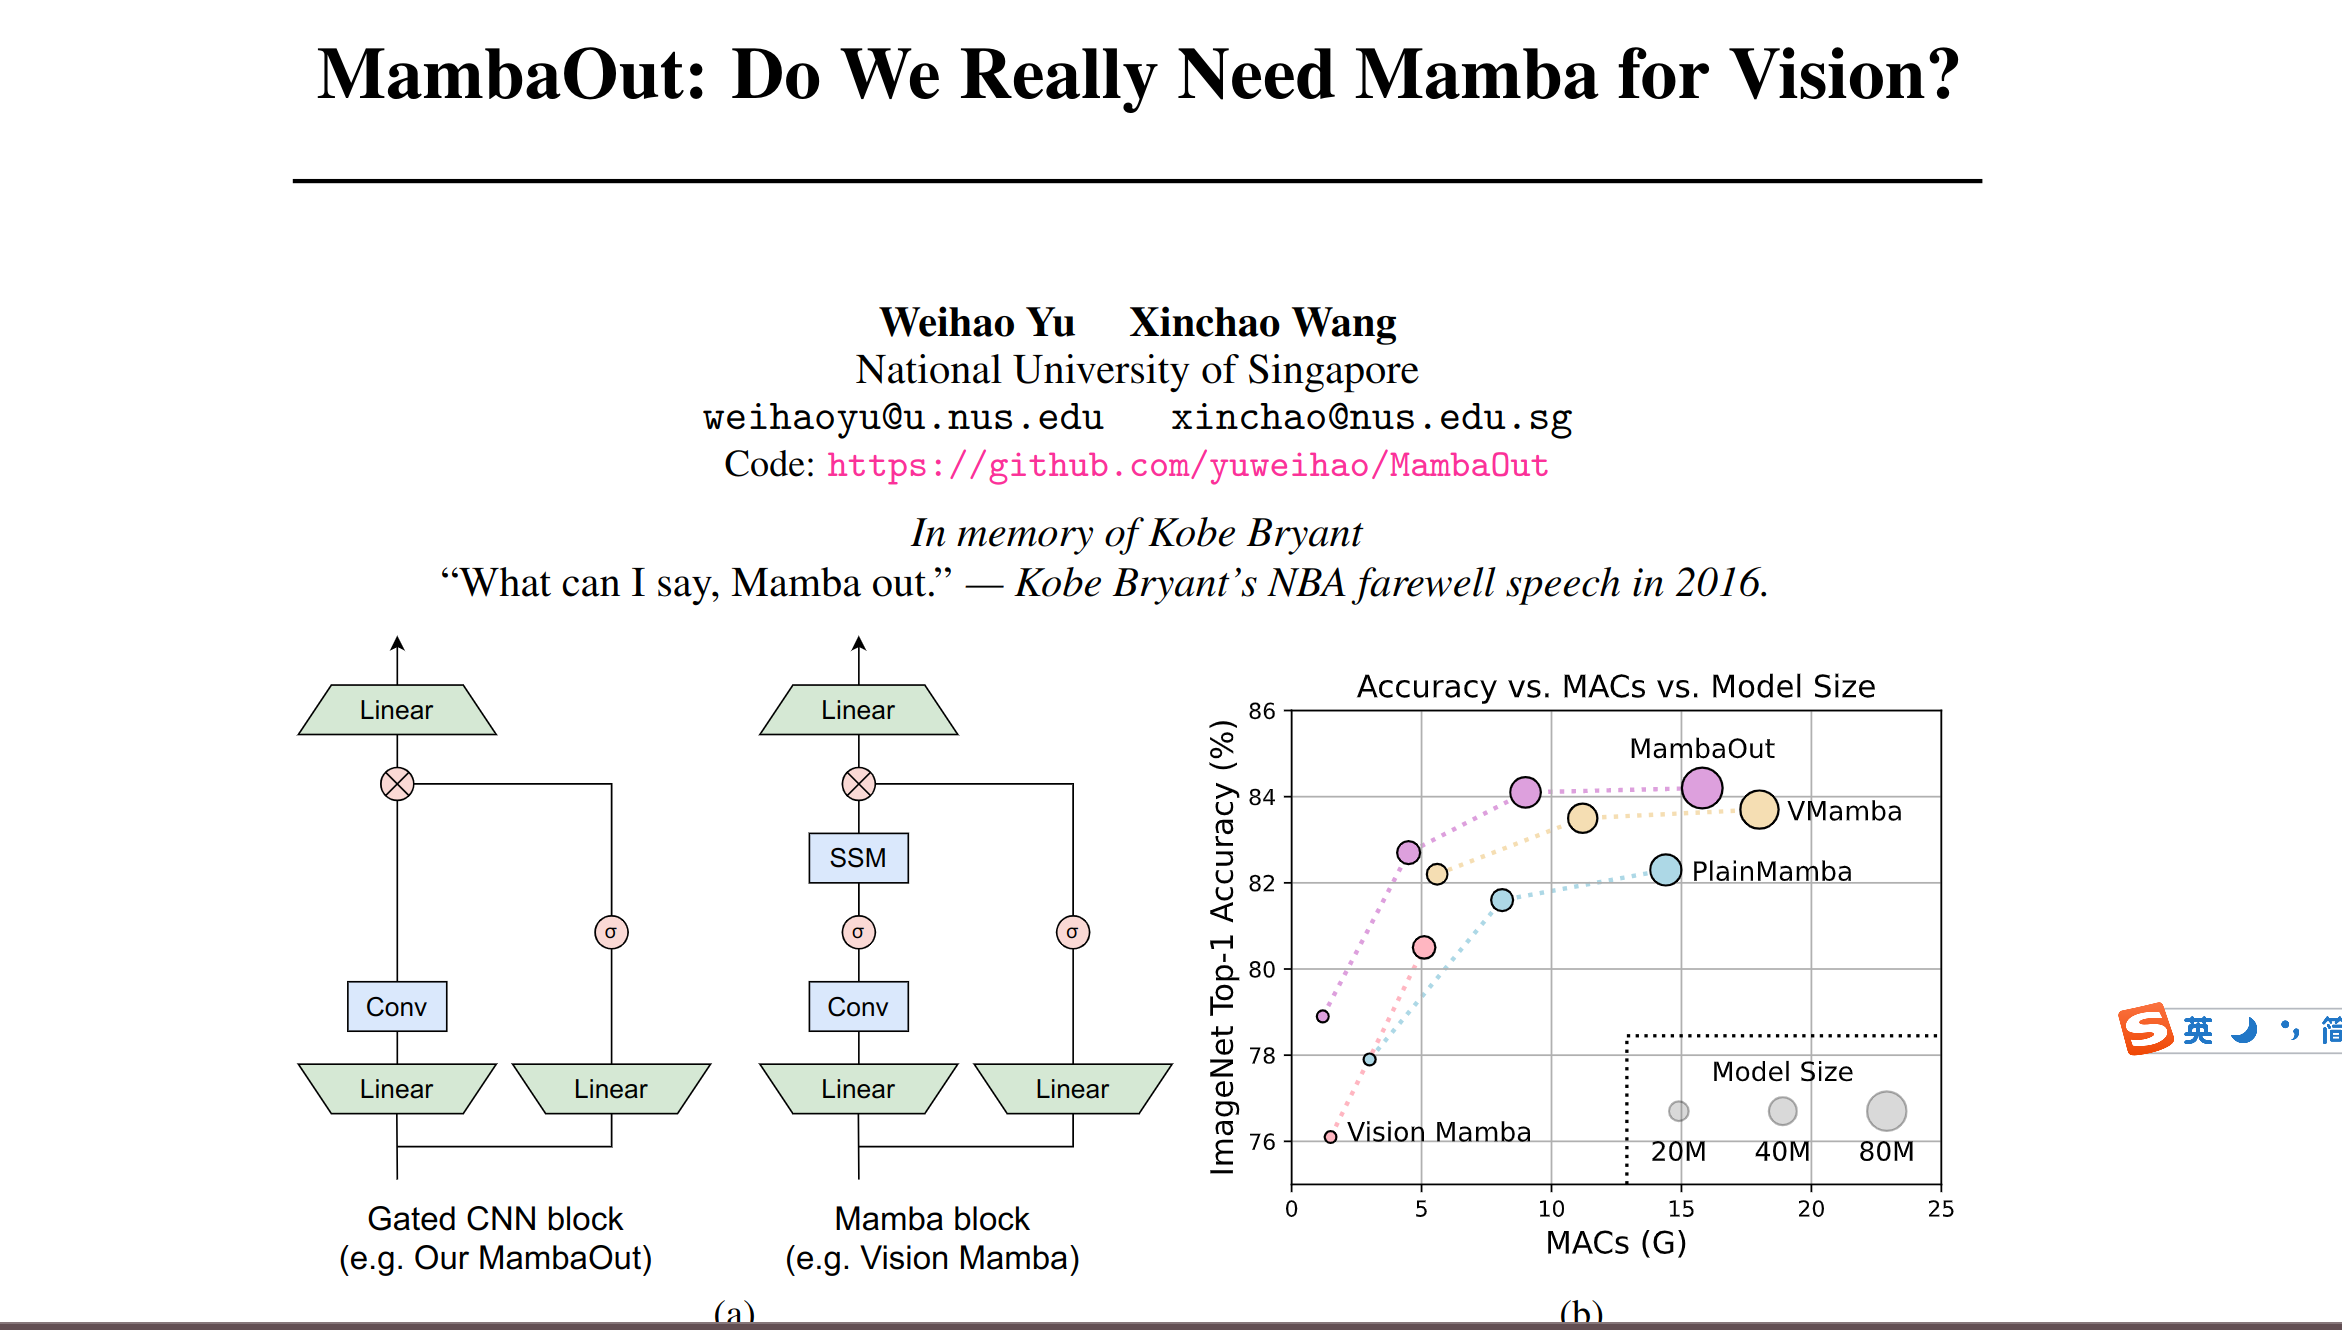 MambaOut: Do We Really Need Mamba for Vision?
Weihao Yu Xinchao Wang
National University of Singapore
weihaoyu@u.nus.edu xinchao@nus.edu.sg
Code: https://github.com/yuweihao/MambaOut
In memory of Kobe Bryant
“What can I say, Mamba out.” — Kobe Bryant’s NBA farewell speech in 2016.
Linear
σ
Conv
Linear
Linear
Gated CNN block
(e.g. Our MambaOut)
Linear
SSM
σ
σ
Conv
Linear
Linear
Mamba block
(e.g. Vision Mamba)
(a)
Accuracy vs. MACs vs. Model Size
ImageNet Top-1 Accuracy (%)
86
84
82
80
78
76
MambaOut
VMamba
PlainMamba
Vision Mamba
Model Size
20M 40M 80M
0 5 10 15 20 25
MACs (G)
(b)
S英 简